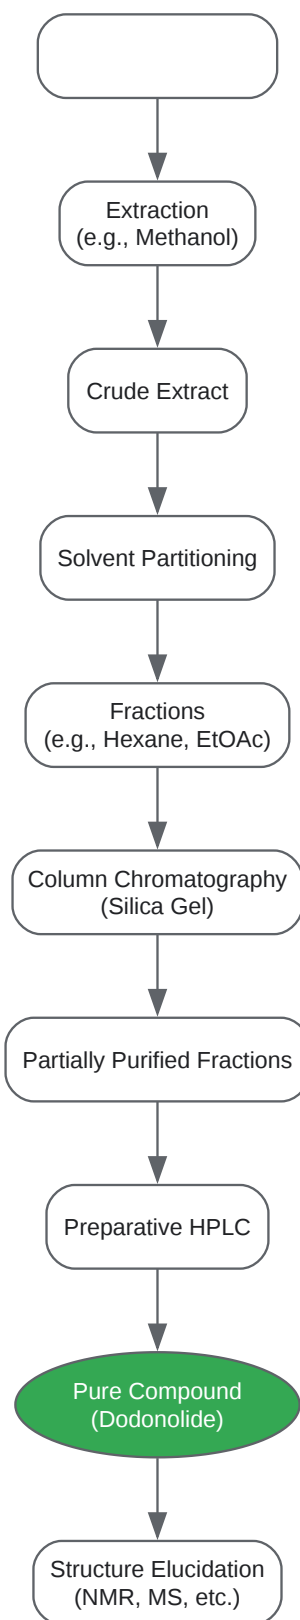 Extraction
(e.g., Methanol)
Crude Extract
Solvent Partitioning
Fractions
(e.g., Hexane, EtOAc)
Column Chromatography
(Silica Gel)
Partially Purified Fractions
Preparative HPLC
Pure Compound
(Dodonolide)
Structure Elucidation
(NMR, MS, etc.)